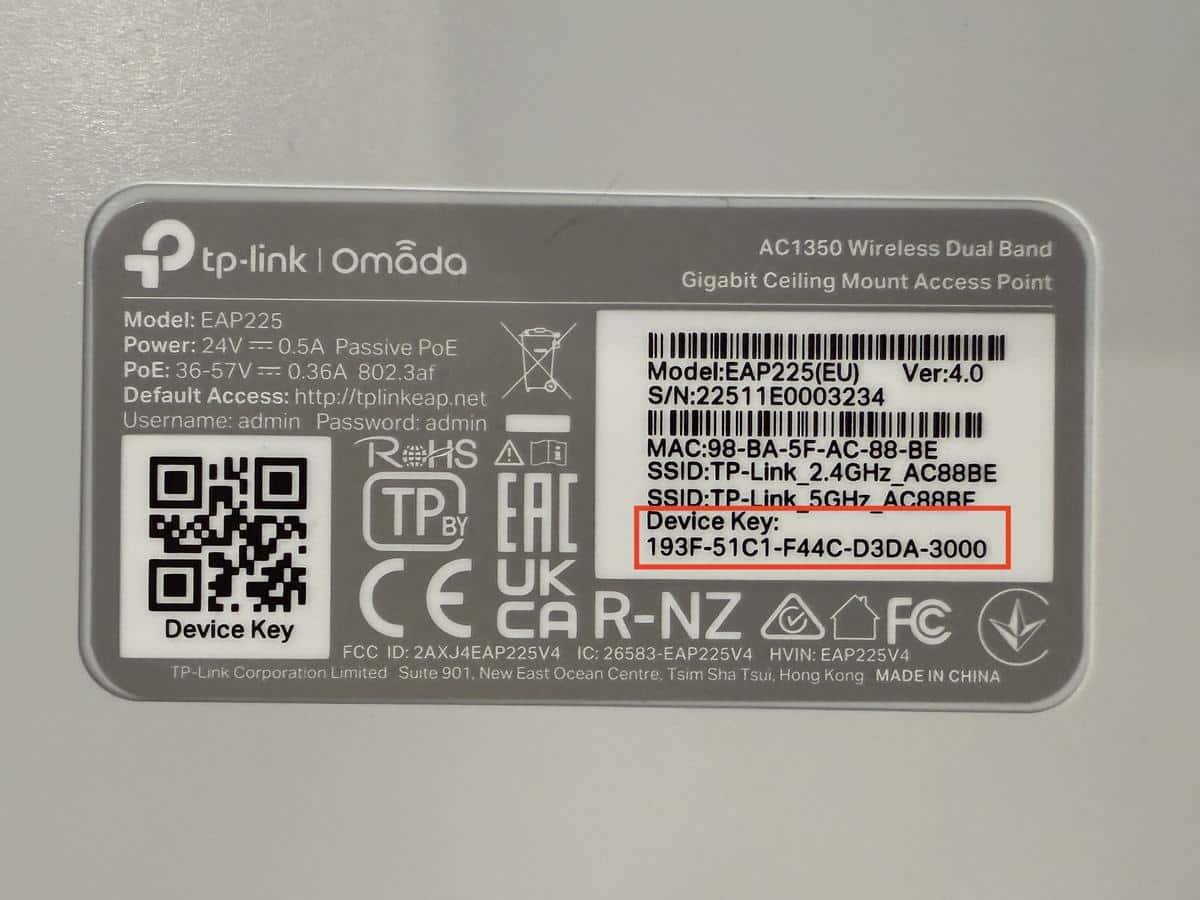 tp-link | omada
AC1350 Wireless Dual Band
Gigabit Ceiling Mount Access Point
Model: EAP225
Power: 24V ⎓ 0.5A Passive PoE
PoE: 36-57V ⎓ 0.36A 802.3af
Default Access: http://tplinkeap.net
Username: admin Password: admin
Device Key
RoHS
TP BY
EAC
CE
UK
CA
Model:EAP225(EU) Ver:4.0
S/N:22511E0003234
MAC:98-BA-5F-AC-88-BE
SSID:TP-Link_2.4GHz_AC88BE
SSID:TP-Link_5GHz_AC88BE
Device Key:
193F-51C1-F44C-D3DA-3000
R-NZ
FC
FCC ID: 2AXJ4EAP225V4 IC: 26583-EAP225V4 HVIN: EAP225V4
TP-Link Corporation Limited Suite 901, New East Ocean Centre, Tsim Sha Tsui, Hong Kong MADE IN CHINA